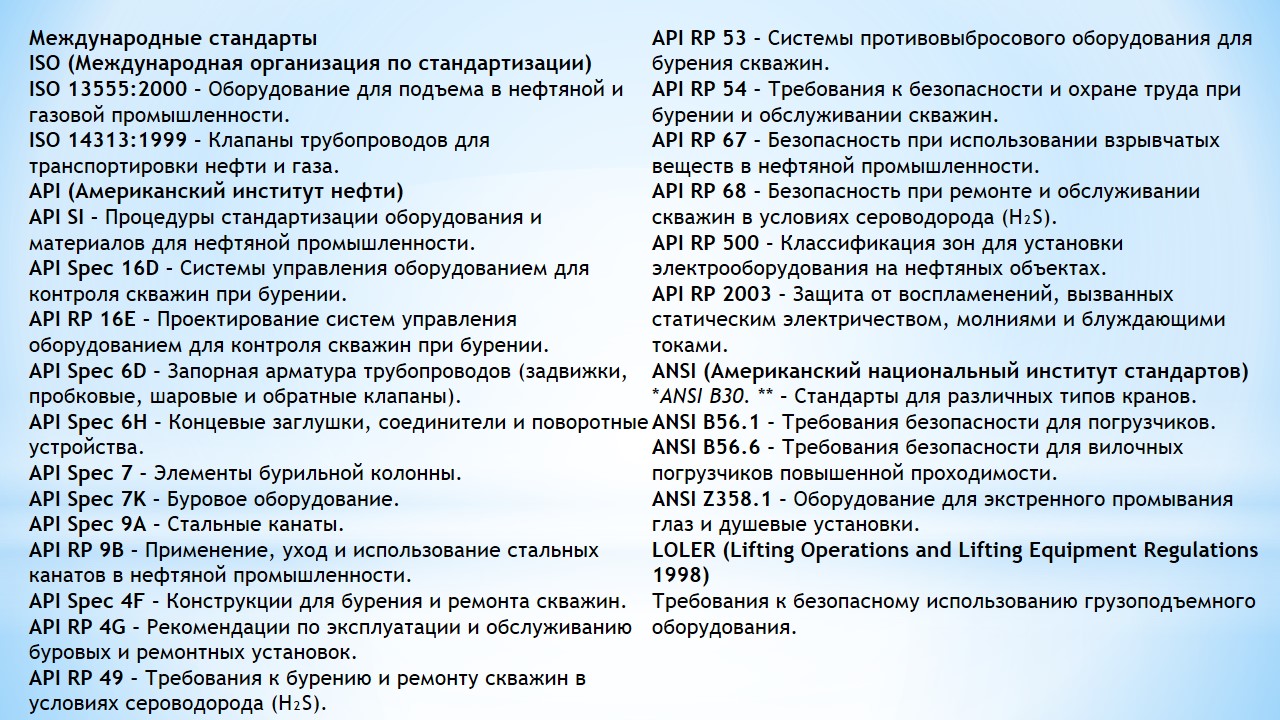 Международные стандарты
ISO (Международная организация по стандартизации)
ISO 13555:2000 – Оборудование для подъема в нефтяной и
газовой промышленности.
ISO 14313:1999 – Клапаны трубопроводов для
транспортировки нефти и газа.
API (Американский институт нефти)
API SI – Процедуры стандартизации оборудования и
материалов для нефтяной промышленности.
API Spec 16D – Системы управления оборудованием для
контроля скважин при бурении.
API RP 16E – Проектирование систем управления
оборудованием для контроля скважин при бурении.
API Spec 6D – Запорная арматура трубопроводов (задвижки,
пробковые, шаровые и обратные клапаны).
API Spec 6H – Концевые заглушки, соединители и поворотные
устройства.
API Spec 7 – Элементы бурильной колонны.
API Spec 7K – Буровое оборудование.
API Spec 9A – Стальные канаты.
API RP 9B – Применение, уход и использование стальных
канатов в нефтяной промышленности.
API Spec 4F – Конструкции для бурения и ремонта скважин.
API RP 4G – Рекомендации по эксплуатации и обслуживанию
буровых и ремонтных установок.
API RP 49 – Требования к бурению и ремонту скважин в
условиях сероводорода (H₂S).
API RP 53 – Системы противовыбросового оборудования для
бурения скважин.
API RP 54 – Требования к безопасности и охране труда при
бурении и обслуживании скважин.
API RP 67 – Безопасность при использовании взрывчатых
веществ в нефтяной промышленности.
API RP 68 – Безопасность при ремонте и обслуживании
скважин в условиях сероводорода (H₂S).
API RP 500 – Классификация зон для установки
электрооборудования на нефтяных объектах.
API RP 2003 – Защита от воспламенений, вызванных
статическим электричеством, молниями и блуждающими
токами.
ANSI (Американский национальный институт стандартов)
*ANSI B30. ** – Стандарты для различных типов кранов.
ANSI B56.1 – Требования безопасности для погрузчиков.
ANSI B56.6 – Требования безопасности для вилочных
погрузчиков повышенной проходимости.
ANSI Z358.1 – Оборудование для экстренного промывания
глаз и душевые установки.
LOLER (Lifting Operations and Lifting Equipment Regulations
1998)
Требования к безопасному использованию грузоподъемного
оборудования.